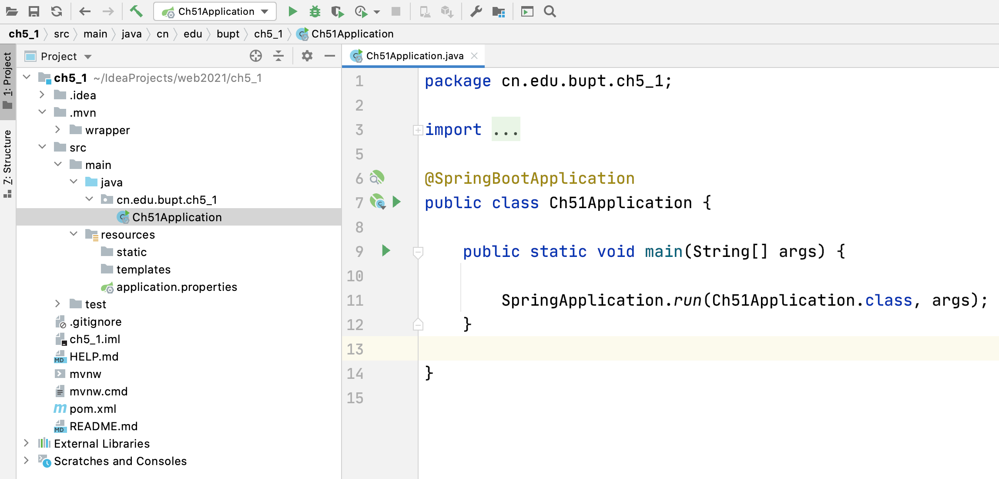 Ch51Application
ch5_1 src main java cn edu bupt ch5_1 Ch51Application
1: Project
7: Structure
Project
ch5_1 ~/IdeaProjects/web2021/ch5_1
.idea
.mvn
wrapper
src
main
java
cn.edu.bupt.ch5_1
Ch51Application
resources
static
templates
application.properties
test
.gitignore
ch5_1.iml
MD HELP.md
mvnw
mvnw.cmd
m pom.xml
MD README.md
External Libraries
Scratches and Consoles
Ch51Application.java
1 package cn.edu.bupt.ch5_1;
2
3 import ...
5
6 @SpringBootApplication
7 public class Ch51Application {
8
9 public static void main(String[] args) {
10
11 SpringApplication.run(Ch51Application.class, args);
12 }
13
14 }
15